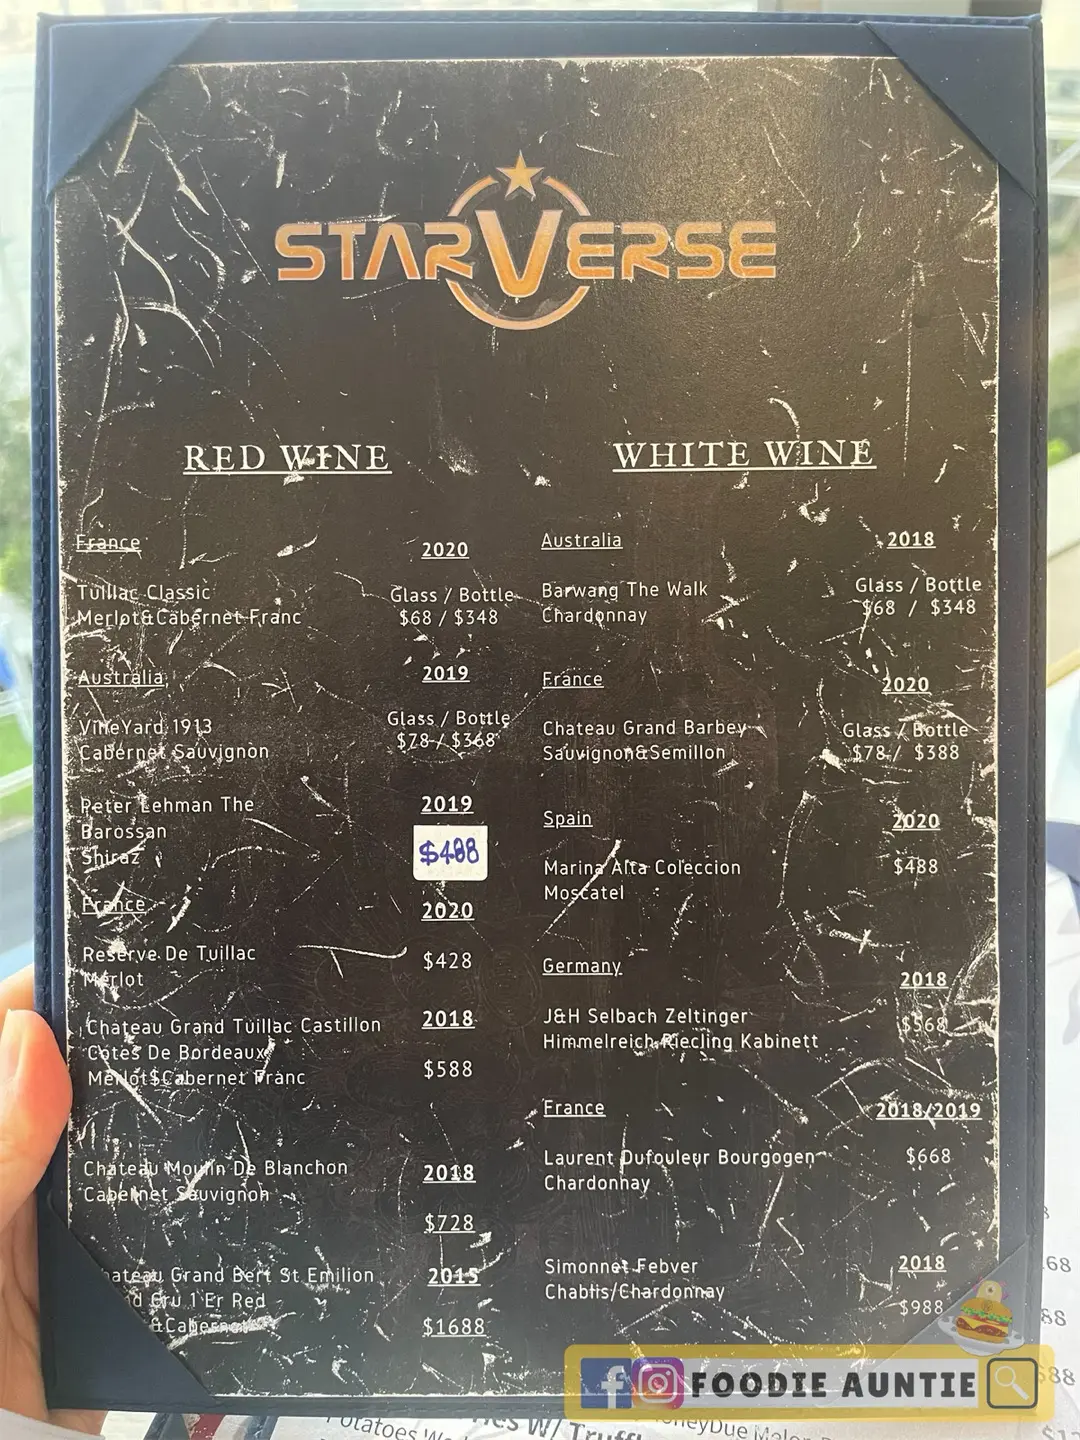 STARVERSE
RED WINE
France
2020
Tuillac Classic
Merlot&Cabernet Franc
Glass / Bottle
$68 / $348
Australia
2019
VineYard 1913
Cabernet Sauvignon
Glass / Bottle
$78 / $368
Peter Lehman The
Barossan
Shiraz
2019
$488
France
2020
Reserve De Tuillac
Merlot
$428
Chateau Grand Tuillac Castillon
Cotes De Bordeaux
Merlot$Cabernet Franc
2018
$588
Chateau Moulin De Blanchon
Cabernet Sauvignon
2018
$728
ateau Grand Bert St Emilion
d Cru 1 Er Red
&Cabernet
2015
$1688
WHITE WINE
Australia
2018
Barwang The Walk
Chardonnay
Glass / Bottle
$68 / $348
France
2020
Chateau Grand Barbey
Sauvignon&Semillon
Glass / Bottle
$78 / $388
Spain
2020
Marina Alta Coleccion
Moscatel
$488
Germany
2018
J&H Selbach Zeltinger
Himmelreich Riecling Kabinett
$568
France
2018/2019
Laurent Dufouleur Bourgogen
Chardonnay
$668
Simonnet Febver
Chablis/Chardonnay
2018
$988
FOODIE AUNTIE